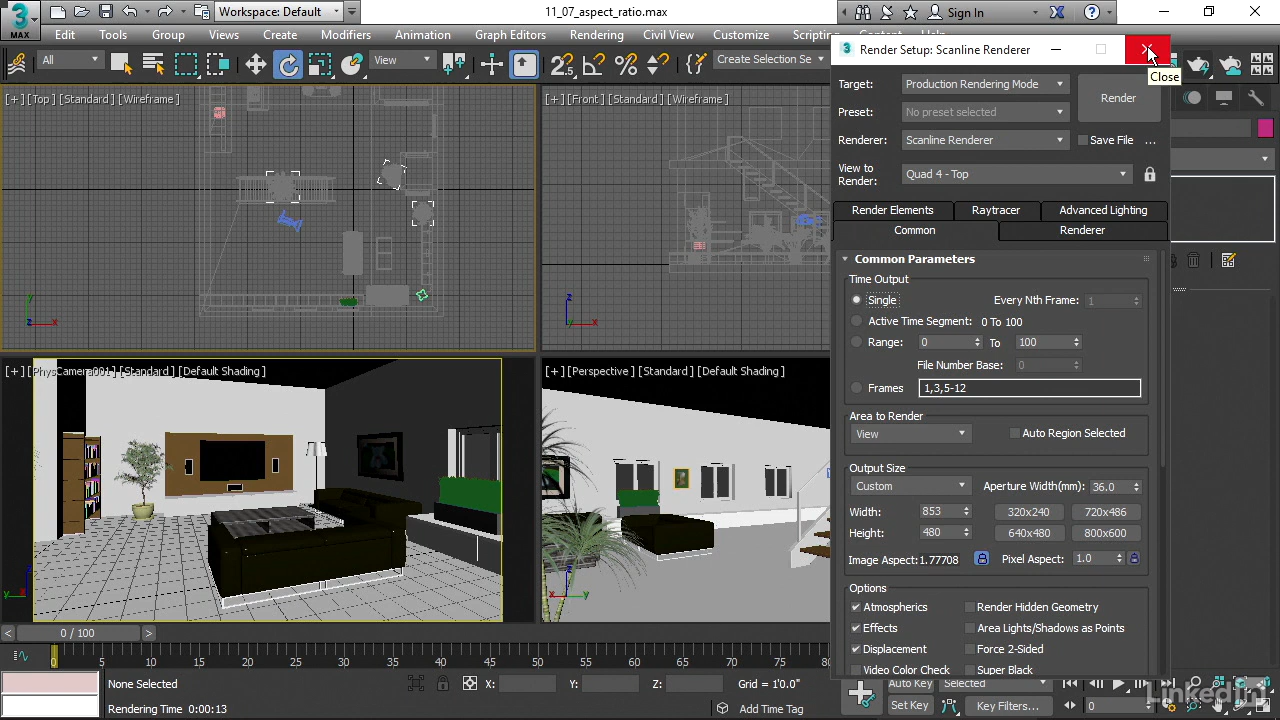 3
MAX
Workspace: Default
11_07_aspect_ratio.max
Sign In
Edit Tools Group Views Create Modifiers Animation Graph Editors Rendering Civil View Customize Scripting Content Help
All
View
Create Selection Se
Render Setup: Scanline Renderer
Close
Target: Production Rendering Mode
Render
Preset: No preset selected
Renderer: Scanline Renderer
Save File ...
View to
Render:
Quad 4 - Top
Render Elements Raytracer Advanced Lighting
Common Renderer
Common Parameters
Time Output
Single
Every Nth Frame: 1
Active Time Segment: 0 To 100
Range: 0 To 100
File Number Base: 0
Frames 1,3,5-12
Area to Render
View
Auto Region Selected
Output Size
Custom
Aperture Width(mm): 36.0
Width: 853 320x240 720x486
Height: 480 640x480 800x600
Image Aspect: 1.77708
Pixel Aspect: 1.0
Options
Atmospherics Render Hidden Geometry
Effects Area Lights/Shadows as Points
Displacement Force 2-Sided
Video Color Check Super Black
[+] [Top] [Standard] [Wireframe]
y
z x
[+] [Front] [Standard] [Wireframe]
z
y x
[+] [PhysCamera001] [Standard] [Default Shading]
z
y
[+] [Perspective] [Standard] [Default Shading]
z
x y
< 0 / 100 >
0 5 10 15 20 25 30 35 40 45 50 55 60 65 70 75 80
None Selected
X: Y: Z:
Grid = 1'0.0"
Rendering Time 0:00:13
Add Time Tag
Auto Key Selected
Set Key Key Filters...
0
LinkedIn